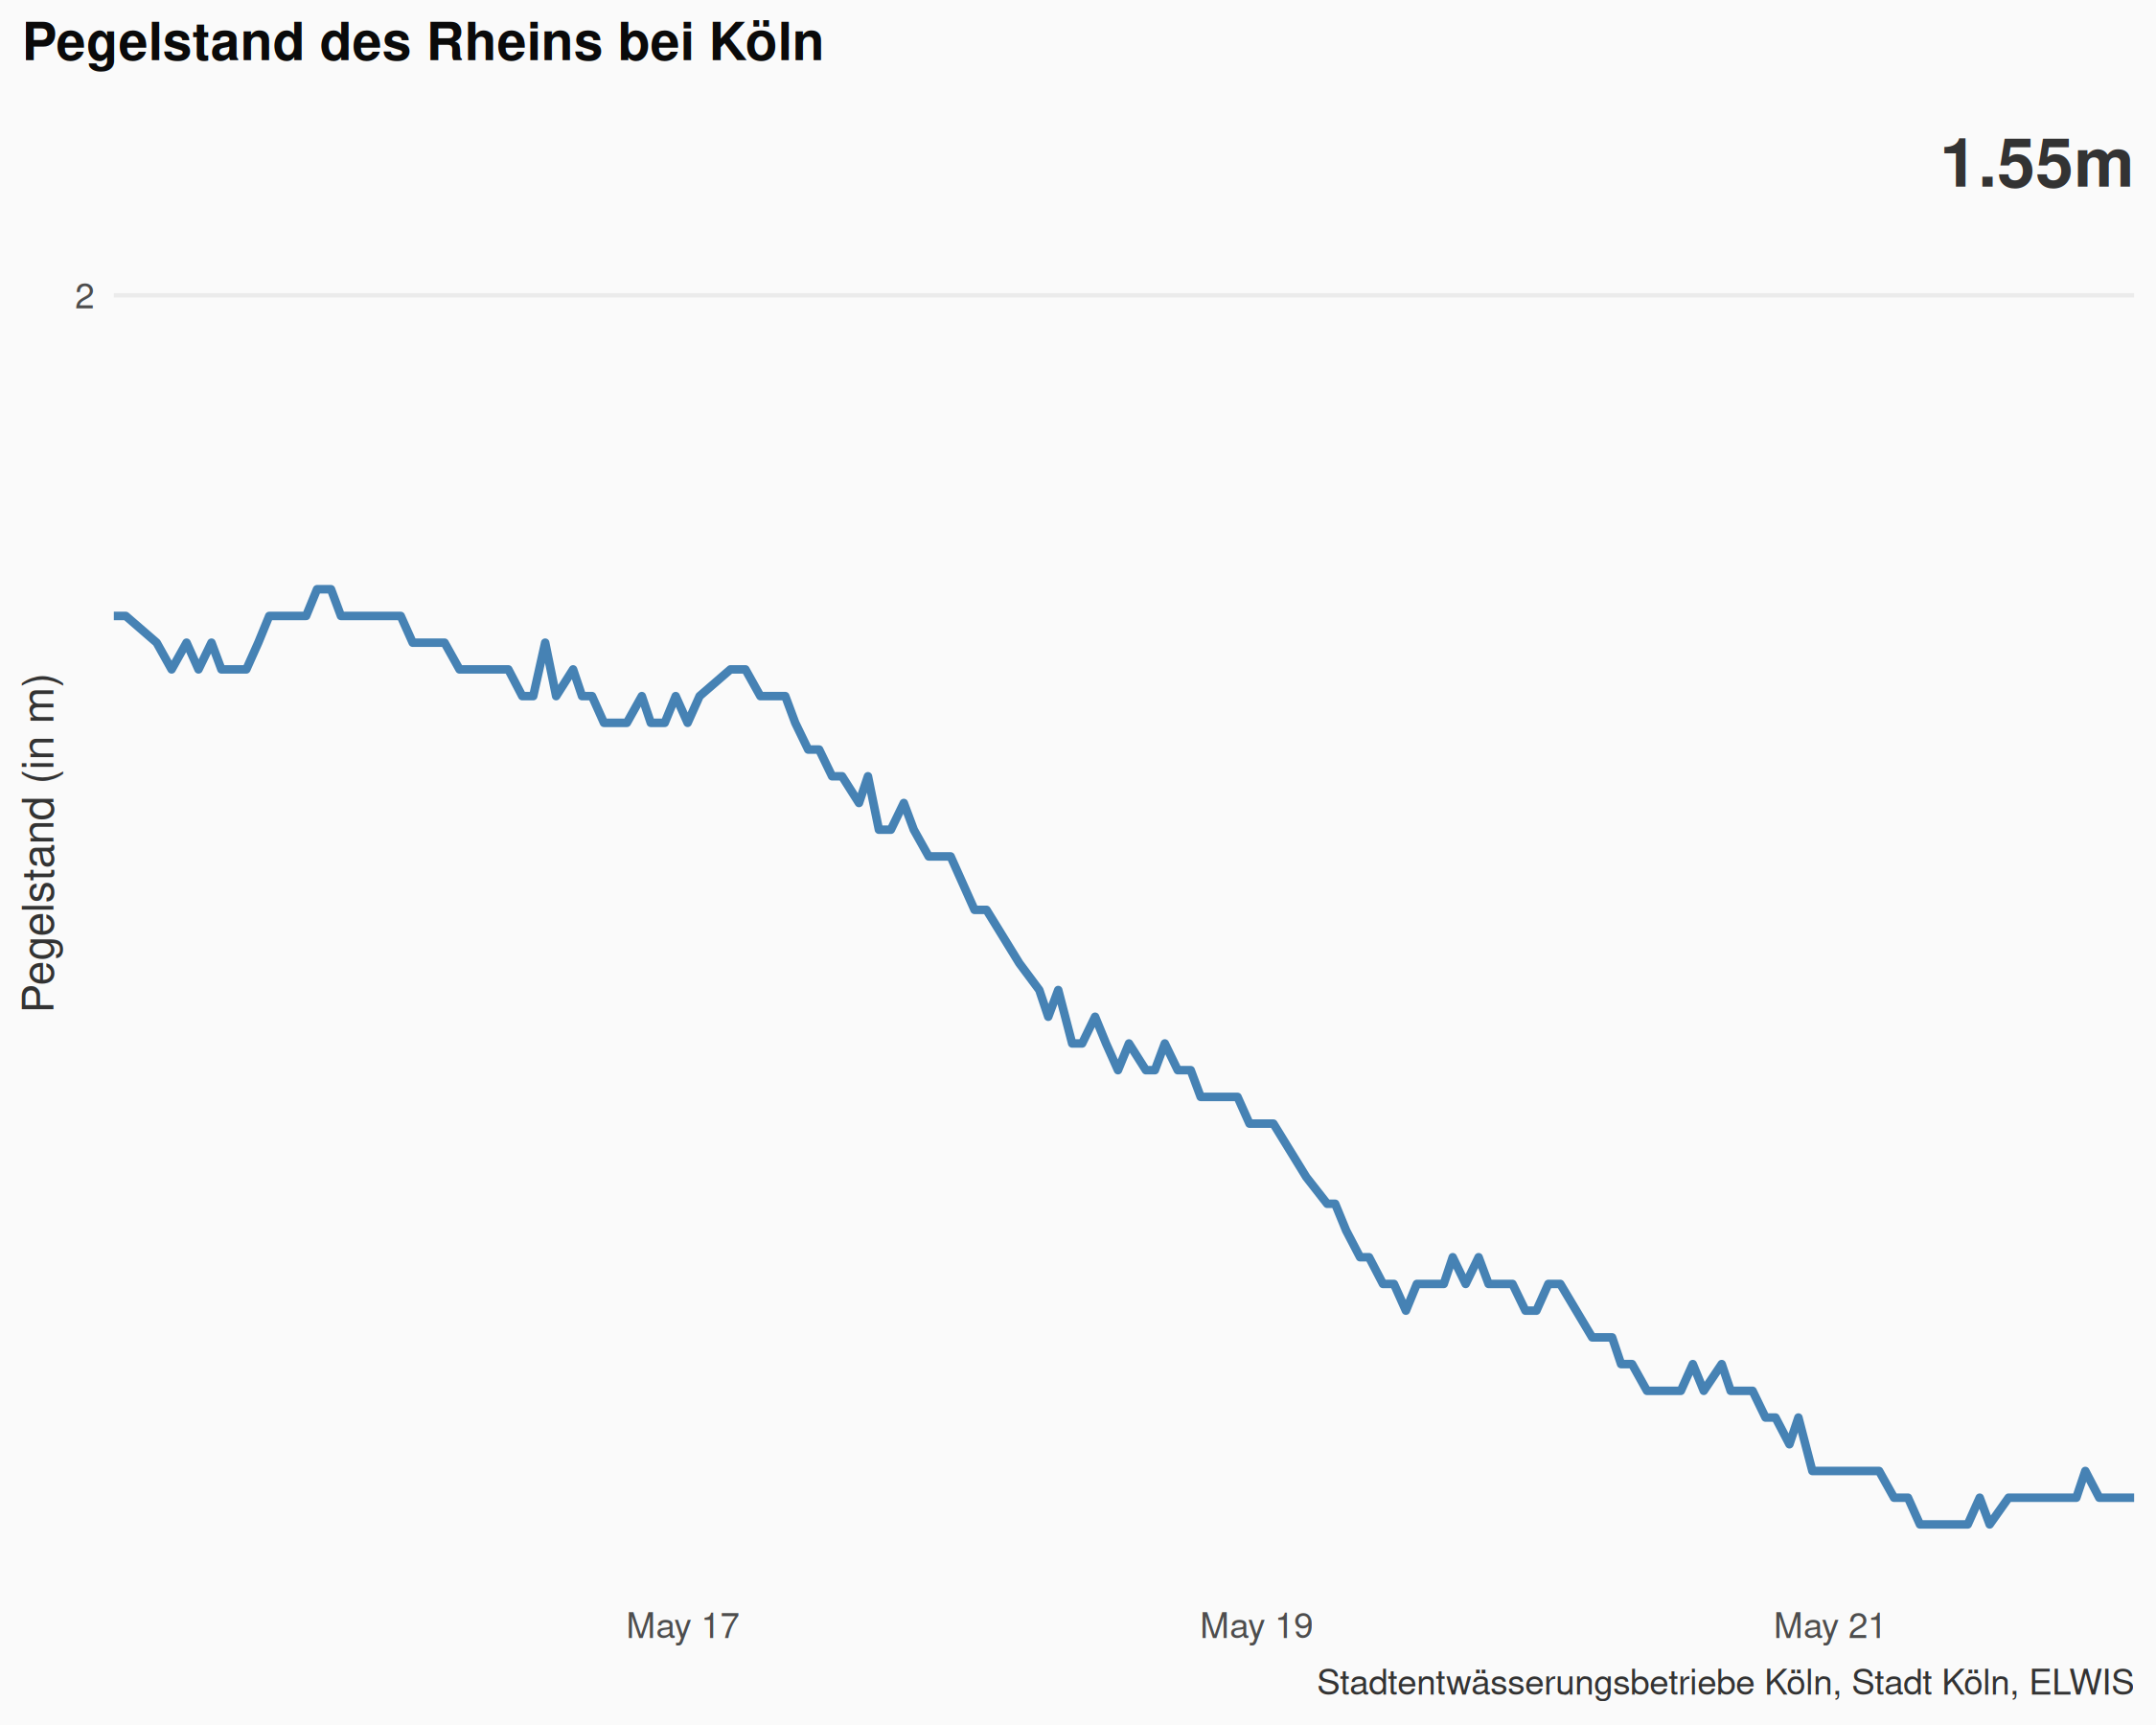 Pegelstand des Rheins bei Köln
1.55m
2
Pegelstand (in m)
May 17
May 19
May 21
Stadtentwässerungsbetriebe Köln, Stadt Köln, ELWIS